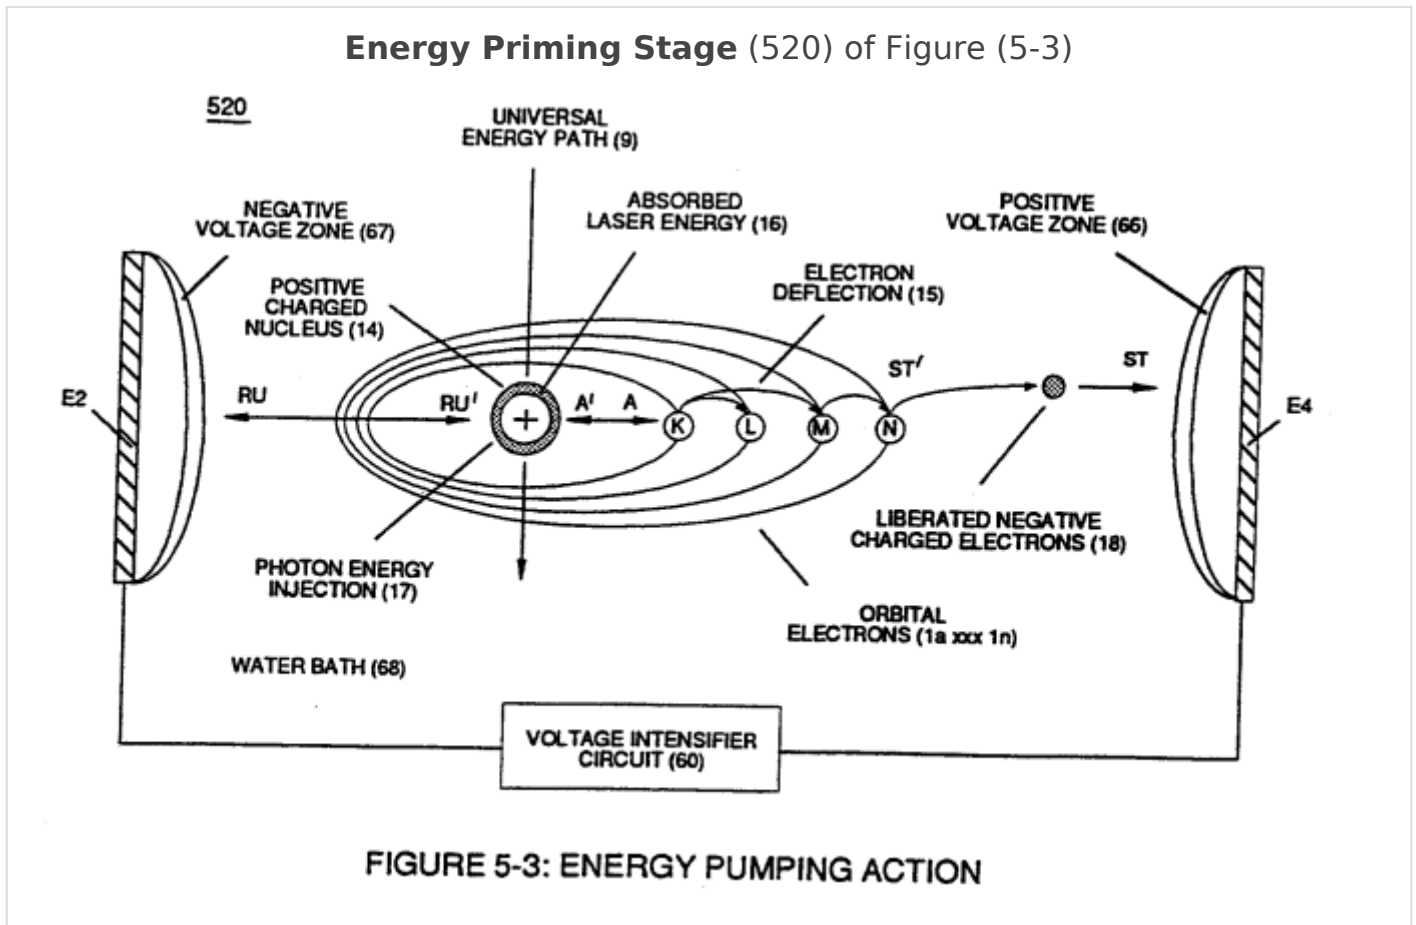 Energy Priming Stage (520) of Figure (5-3)
520
UNIVERSAL
ENERGY PATH (9)
NEGATIVE
VOLTAGE ZONE (67)
ABSORBED
LASER ENERGY (16)
POSITIVE
VOLTAGE ZONE (66)
POSITIVE
CHARGED
NUCLEUS (14)
ELECTRON
DEFLECTION (15)
E2
RU
RU'
+
A'
A
K
L
M
N
ST'
ST
E4
LIBERATED NEGATIVE
CHARGED ELECTRONS (18)
PHOTON ENERGY
INJECTION (17)
ORBITAL
ELECTRONS (1a xxx 1n)
WATER BATH (68)
VOLTAGE INTENSIFIER
CIRCUIT (60)
FIGURE 5-3: ENERGY PUMPING ACTION